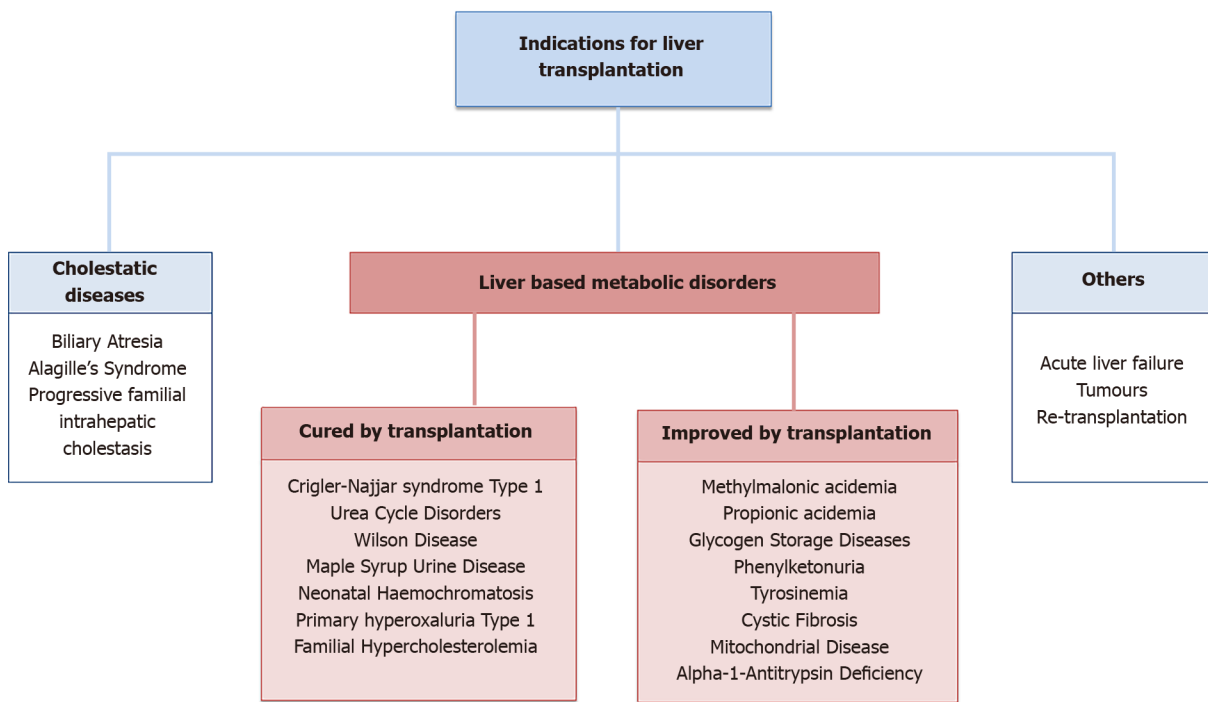 Indications for liver
transplantation
Cholestatic
diseases
Biliary Atresia
Alagille’s Syndrome
Progressive familial
intrahepatic
cholestasis
Liver based metabolic disorders
Cured by transplantation
Crigler-Najjar syndrome Type 1
Urea Cycle Disorders
Wilson Disease
Maple Syrup Urine Disease
Neonatal Haemochromatosis
Primary hyperoxaluria Type 1
Familial Hypercholesterolemia
Improved by transplantation
Methylmalonic acidemia
Propionic acidemia
Glycogen Storage Diseases
Phenylketonuria
Tyrosinemia
Cystic Fibrosis
Mitochondrial Disease
Alpha-1-Antitrypsin Deficiency
Others
Acute liver failure
Tumours
Re-transplantation